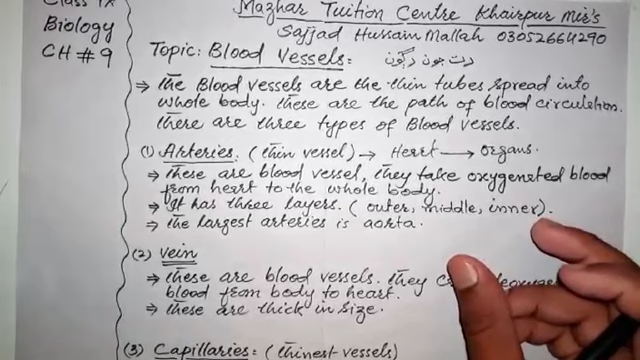 Class IX
Biology
CH # 9
Mazhar Tuition Centre Khairpur Mir's
Sajjad Hussain Mallah 03052664290
Topic: Blood Vessels: رت جون رڳون
→ The Blood vessels are the thin tubes spread into
whole body. These are the path of blood circulation.
There are three types of Blood vessels.
(1) Arteries. (thin vessel) → Heart → organs.
→ These are blood vessel, they take oxygenated blood
from heart to the whole body.
→ It has three layers. (outer, middle, inner).
→ The largest arteries is aorta.
(2) Vein
→ These are blood vessels. They
blood from body to heart.
→ These are thick in size.
(3) Capillaries: (thinest vessels)